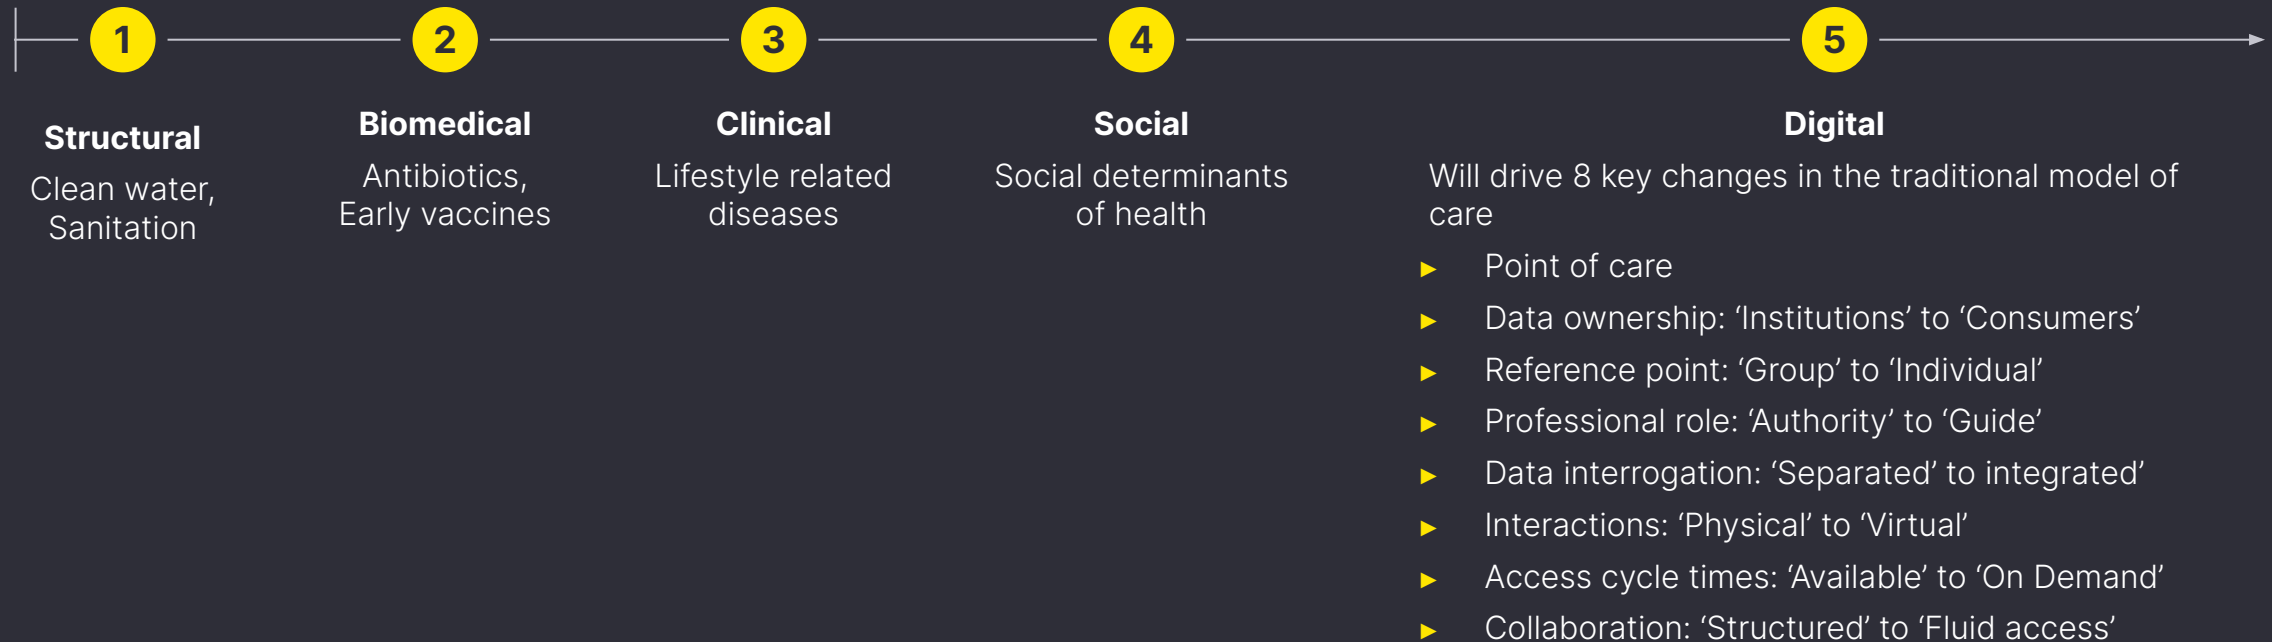 1
2
3
4
5
Structural
Clean water,
Sanitation
Biomedical
Antibiotics,
Early vaccines
Clinical
Lifestyle related
diseases
Social
Social determinants
of health
Digital
Will drive 8 key changes in the traditional model of
care
► Point of care
► Data ownership: ‘Institutions’ to ‘Consumers’
► Reference point: ‘Group’ to ‘Individual’
► Professional role: ‘Authority’ to ‘Guide’
► Data interrogation: ‘Separated’ to integrated’
► Interactions: ‘Physical’ to ‘Virtual’
► Access cycle times: ‘Available’ to ‘On Demand’
► Collaboration: ‘Structured’ to ‘Fluid access’